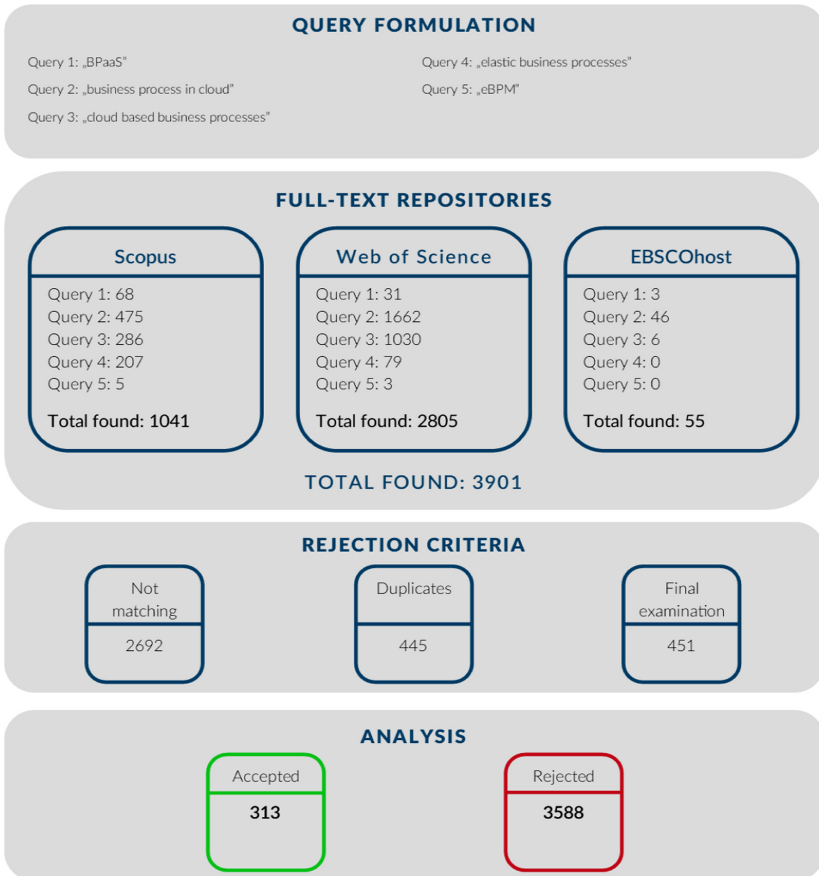 QUERY FORMULATION
Query 1: „BPaaS”
Query 2: „business process in cloud”
Query 3: „cloud based business processes”
Query 4: „elastic business processes”
Query 5: „eBPM”
FULL-TEXT REPOSITORIES
Scopus
Query 1: 68
Query 2: 475
Query 3: 286
Query 4: 207
Query 5: 5
Total found: 1041
Web of Science
Query 1: 31
Query 2: 1662
Query 3: 1030
Query 4: 79
Query 5: 3
Total found: 2805
EBSCOhost
Query 1: 3
Query 2: 46
Query 3: 6
Query 4: 0
Query 5: 0
Total found: 55
TOTAL FOUND: 3901
REJECTION CRITERIA
Not
matching
2692
Duplicates
445
Final
examination
451
ANALYSIS
Accepted
313
Rejected
3588